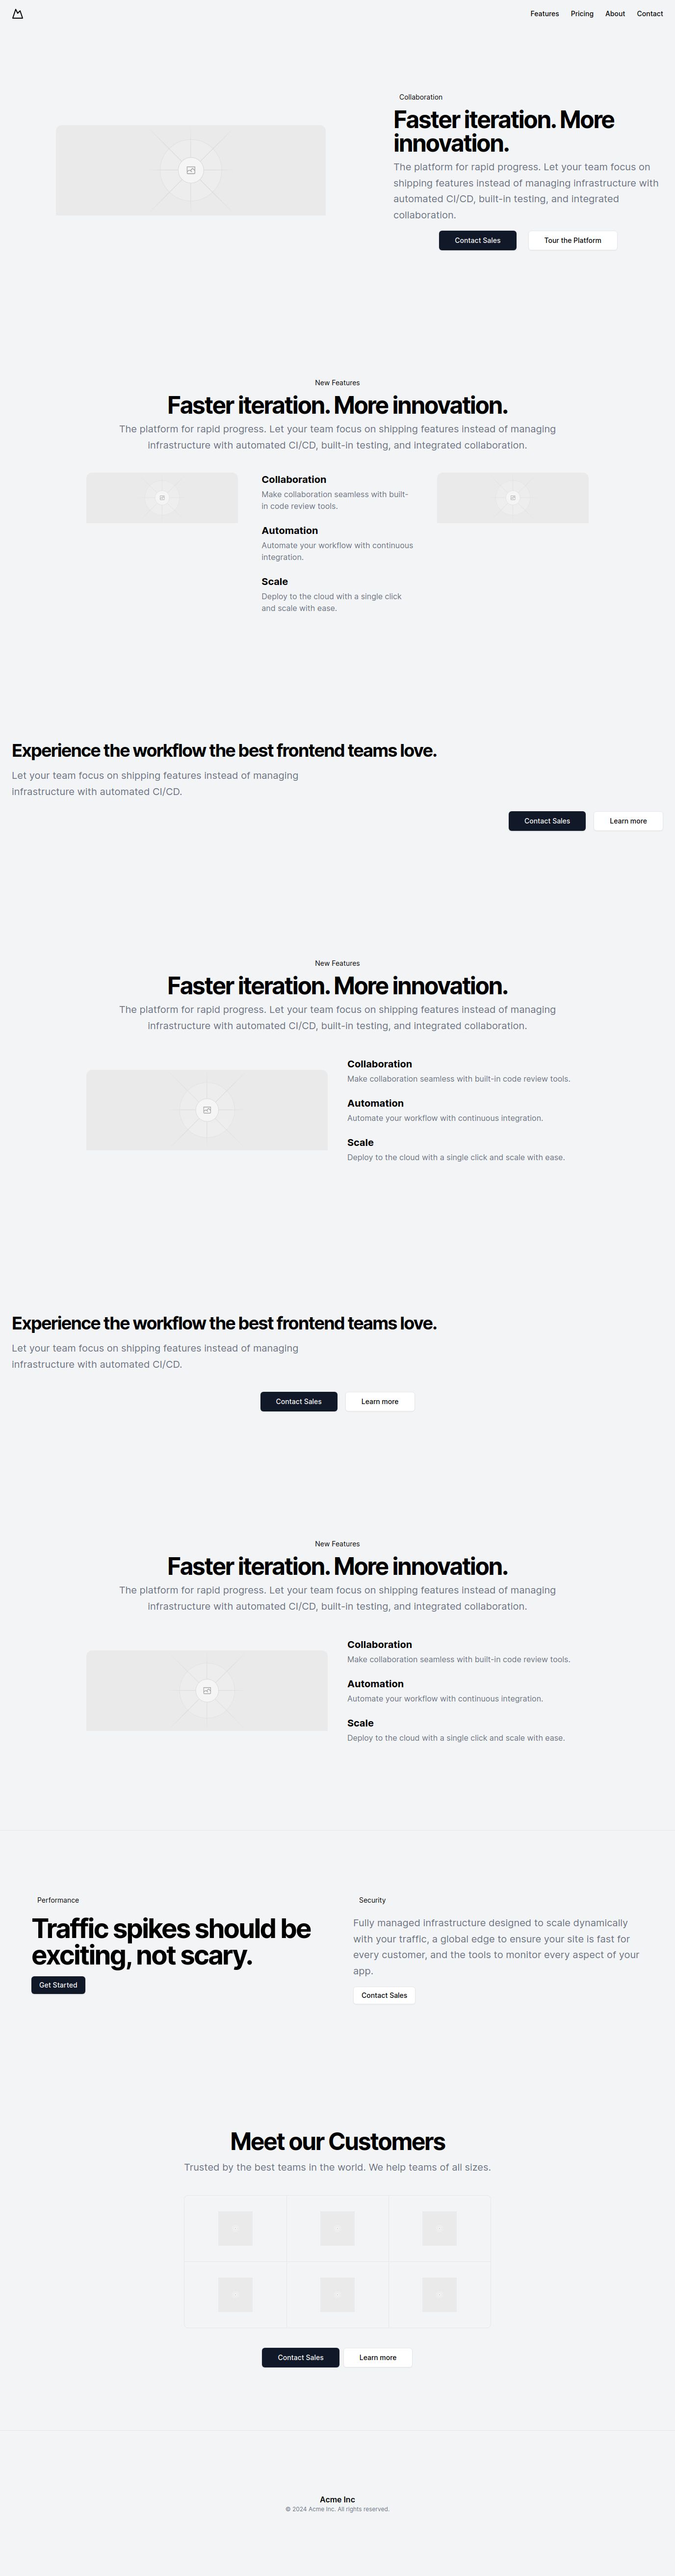 Features Pricing About Contact
Collaboration
Faster iteration. More
innovation.
The platform for rapid progress. Let your team focus on
shipping features instead of managing infrastructure with
automated CI/CD, built-in testing, and integrated
collaboration.
Contact Sales Tour the Platform
New Features
Faster iteration. More innovation.
The platform for rapid progress. Let your team focus on shipping features instead of managing
infrastructure with automated CI/CD, built-in testing, and integrated collaboration.
Collaboration
Make collaboration seamless with built-
in code review tools.
Automation
Automate your workflow with continuous
integration.
Scale
Deploy to the cloud with a single click
and scale with ease.
Experience the workflow the best frontend teams love.
Let your team focus on shipping features instead of managing
infrastructure with automated CI/CD.
Contact Sales Learn more
New Features
Faster iteration. More innovation.
The platform for rapid progress. Let your team focus on shipping features instead of managing
infrastructure with automated CI/CD, built-in testing, and integrated collaboration.
Collaboration
Make collaboration seamless with built-in code review tools.
Automation
Automate your workflow with continuous integration.
Scale
Deploy to the cloud with a single click and scale with ease.
Experience the workflow the best frontend teams love.
Let your team focus on shipping features instead of managing
infrastructure with automated CI/CD.
Contact Sales Learn more
New Features
Faster iteration. More innovation.
The platform for rapid progress. Let your team focus on shipping features instead of managing
infrastructure with automated CI/CD, built-in testing, and integrated collaboration.
Collaboration
Make collaboration seamless with built-in code review tools.
Automation
Automate your workflow with continuous integration.
Scale
Deploy to the cloud with a single click and scale with ease.
Performance
Traffic spikes should be
exciting, not scary.
Get Started
Security
Fully managed infrastructure designed to scale dynamically
with your traffic, a global edge to ensure your site is fast for
every customer, and the tools to monitor every aspect of your
app.
Contact Sales
Meet our Customers
Trusted by the best teams in the world. We help teams of all sizes.
Contact Sales Learn more
Acme Inc
© 2024 Acme Inc. All rights reserved.